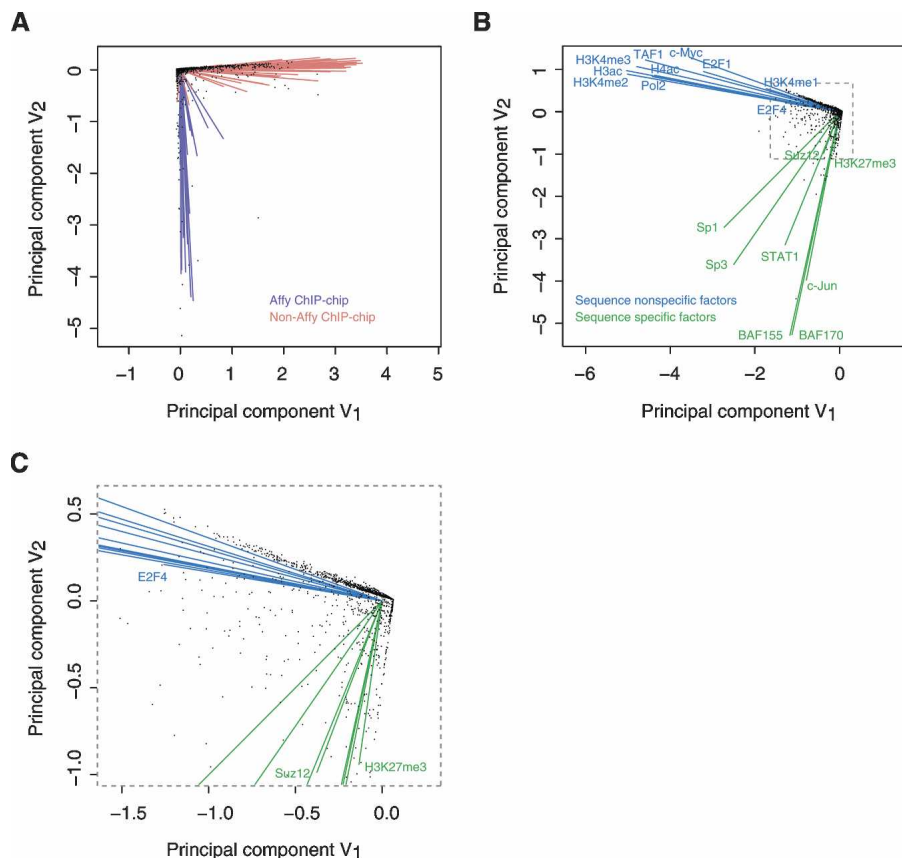 A
Principal component V2
0
−1
−2
−3
−4
−5
Affy ChIP-chip
Non-Affy ChIP-chip
−1 0 1 2 3 4 5
Principal component V1
B
Principal component V2
1
0
−1
−2
−3
−4
−5
c-Myc
TAF1
E2F1
H3K4me3
H4ac
H3ac
H3K4me1
H3K4me2
Pol2
E2F4
Suz12
H3K27me3
Sp1
STAT1
Sp3
c-Jun
Sequence nonspecific factors
Sequence specific factors
BAF155 BAF170
−6 −4 −2 0
Principal component V1
C
Principal component V2
0.5
0.0
−0.5
−1.0
E2F4
Suz12
H3K27me3
−1.5 −1.0 −0.5 0.0
Principal component V1